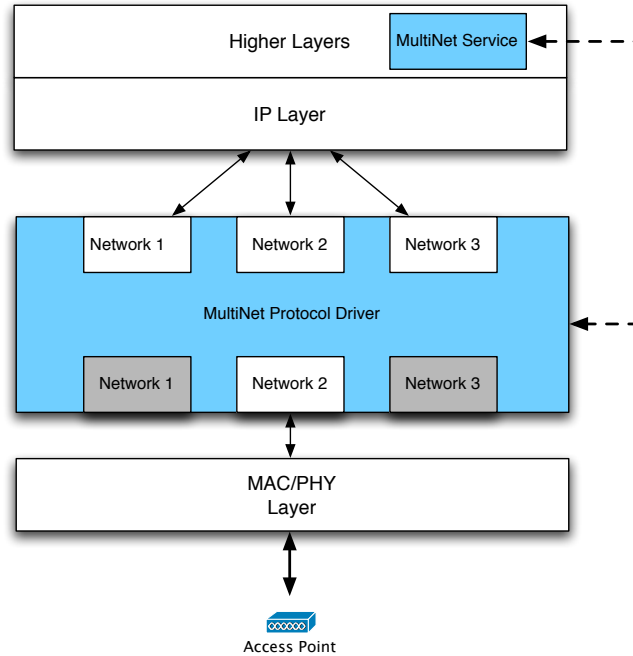 Higher Layers
MultiNet Service
IP Layer
Network 1
Network 2
Network 3
MultiNet Protocol Driver
Network 1
Network 2
Network 3
MAC/PHY
Layer
Access Point